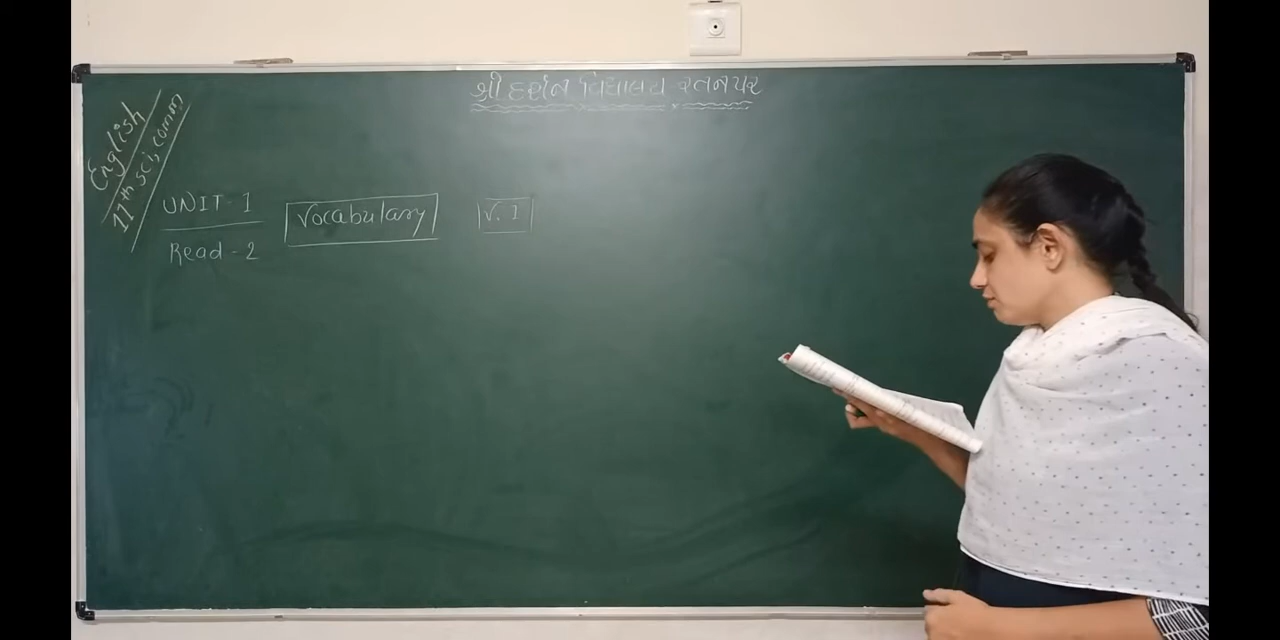 શ્રી દર્શન વિદ્યાલય રતનપર
English
11th sci, comm
UNIT - 1
Read - 2
Vocabulary
V. 1